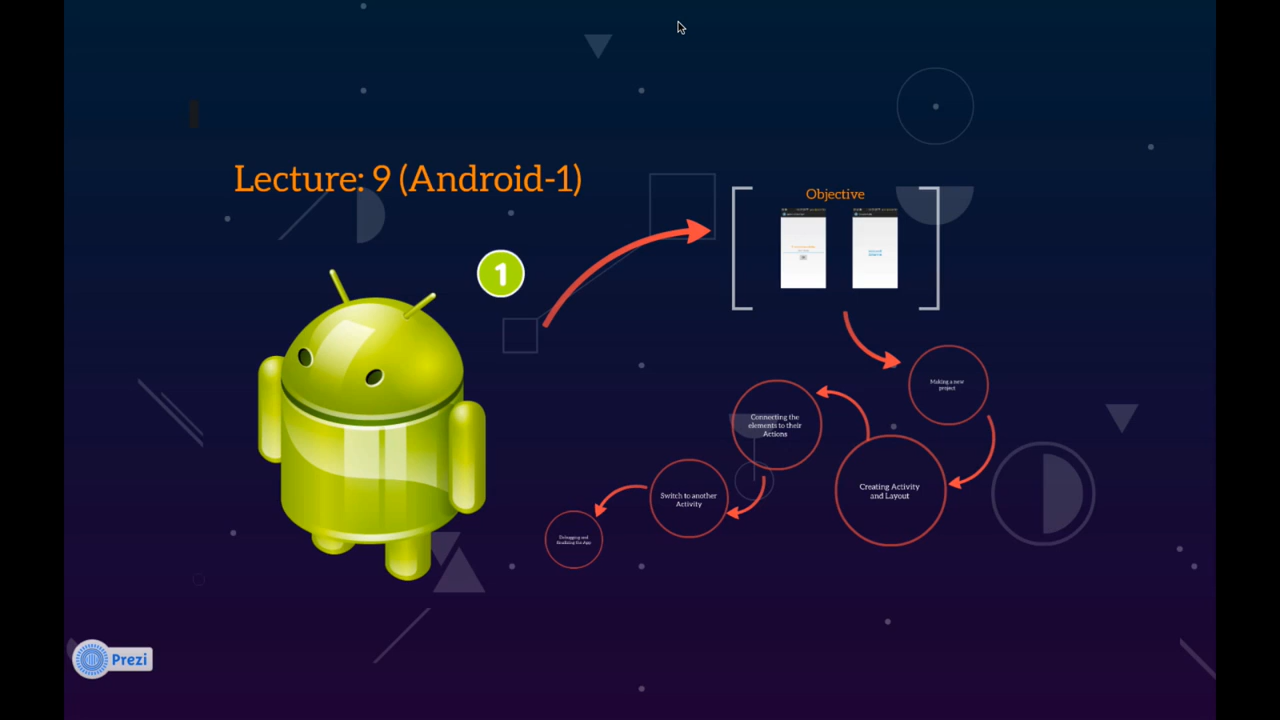 Lecture: 9 (Android-1)
1
Objective
Making a new
project
Creating Activity
and Layout
Connecting the
elements to their
Actions
Switch to another
Activity
Debugging and
Realizing the App
Prezi